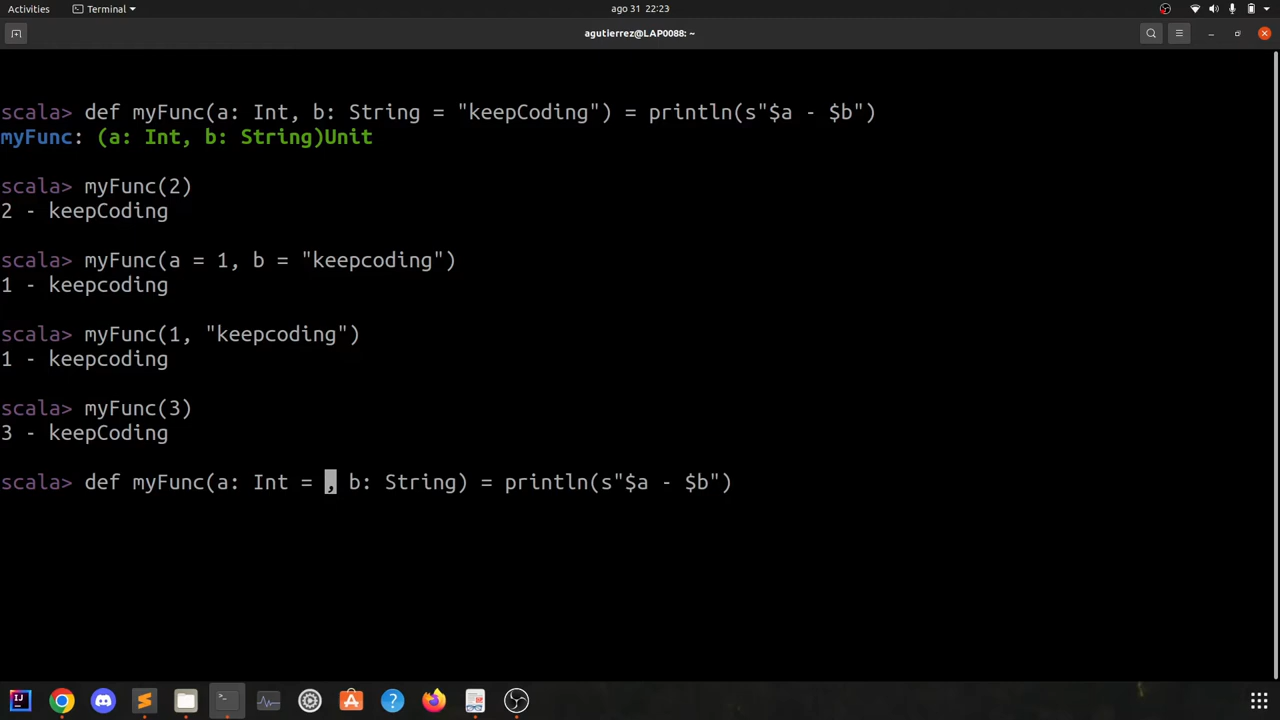 Activities
Terminal
ago 31 22:23
agutierrez@LAP0088: ~
scala> def myFunc(a: Int, b: String = "keepCoding") = println(s"$a - $b")
myFunc: (a: Int, b: String)Unit
scala> myFunc(2)
2 - keepCoding
scala> myFunc(a = 1, b = "keepcoding")
1 - keepcoding
scala> myFunc(1, "keepcoding")
1 - keepcoding
scala> myFunc(3)
3 - keepCoding
scala> def myFunc(a: Int = , b: String) = println(s"$a - $b")